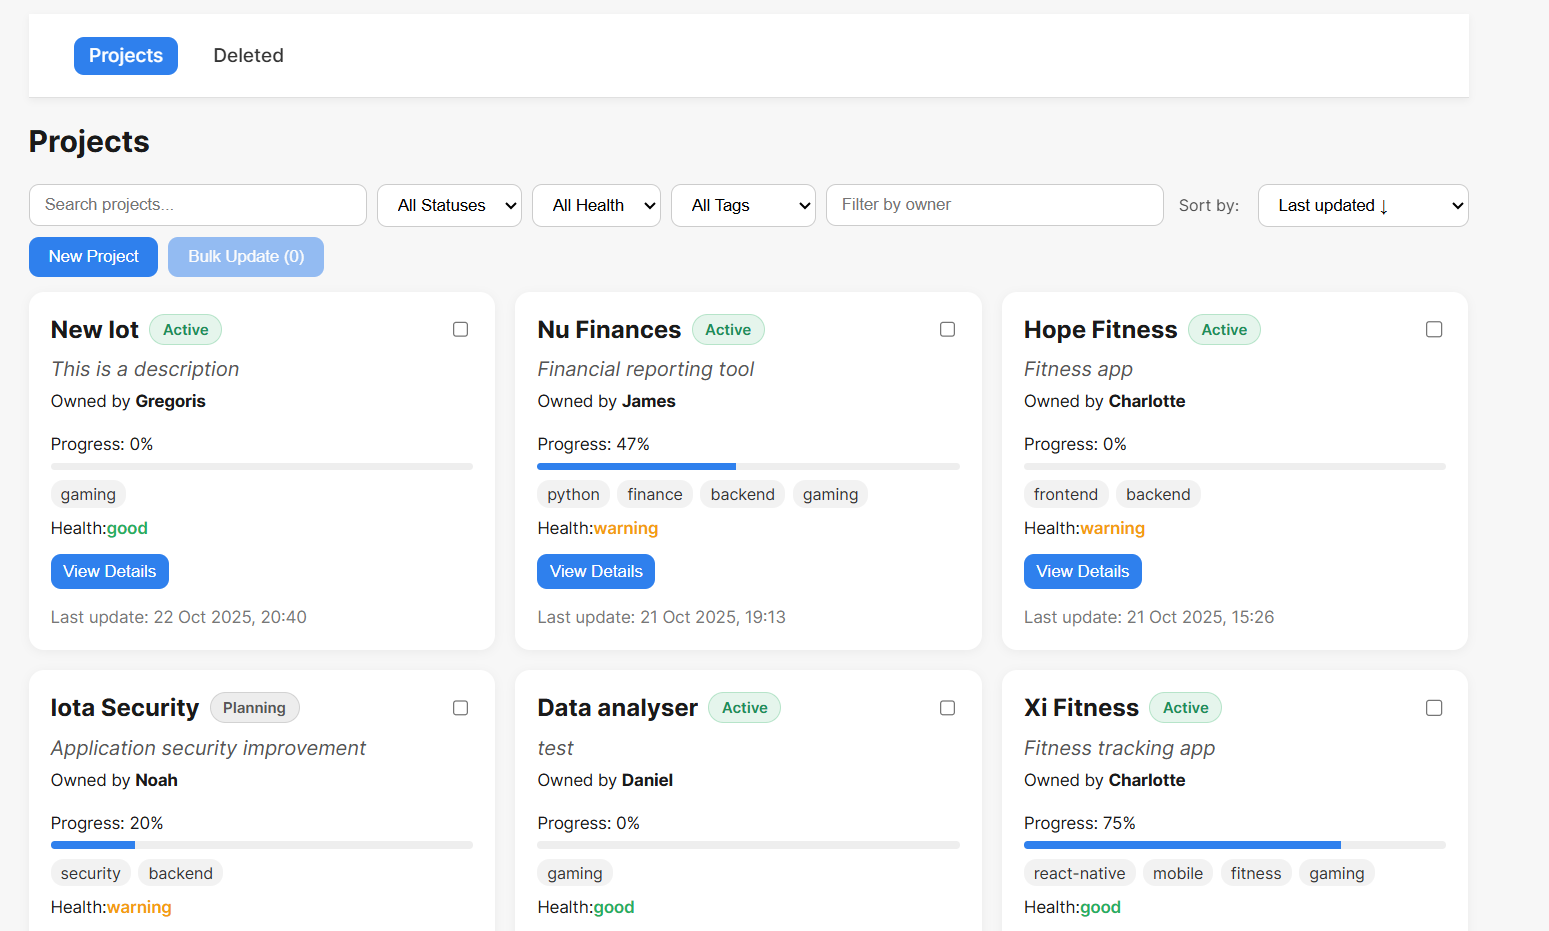 Projects Deleted
Projects
Search projects... All Statuses All Health All Tags Filter by owner Sort by: Last updated ↓
New Project Bulk Update (0)
New Iot Active
This is a description
Owned by Gregoris
Progress: 0%
gaming
Health:good
View Details
Last update: 22 Oct 2025, 20:40
Nu Finances Active
Financial reporting tool
Owned by James
Progress: 47%
python finance backend gaming
Health:warning
View Details
Last update: 21 Oct 2025, 19:13
Hope Fitness Active
Fitness app
Owned by Charlotte
Progress: 0%
frontend backend
Health:warning
View Details
Last update: 21 Oct 2025, 15:26
Iota Security Planning
Application security improvement
Owned by Noah
Progress: 20%
security backend
Health:warning
Data analyser Active
test
Owned by Daniel
Progress: 0%
gaming
Health:good
Xi Fitness Active
Fitness tracking app
Owned by Charlotte
Progress: 75%
react-native mobile fitness gaming
Health:good